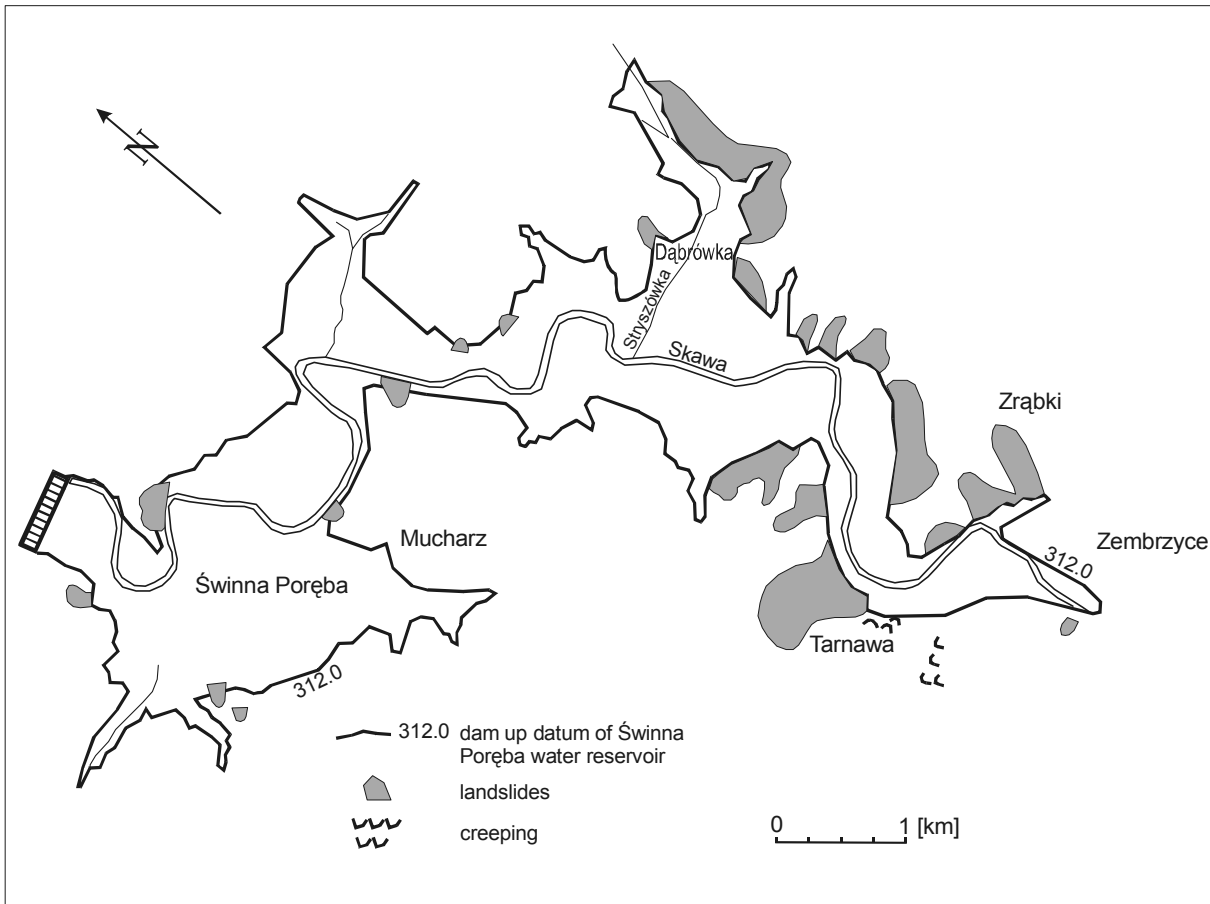 N
Dąbrówka
Stryszówka
Skawa
Zrąbki
Mucharz
Zembrzyce
312.0
Świnna Poręba
Tarnawa
312.0
312.0 dam up datum of Świnna
Poręba water reservoir
landslides
creeping
0 1 [km]